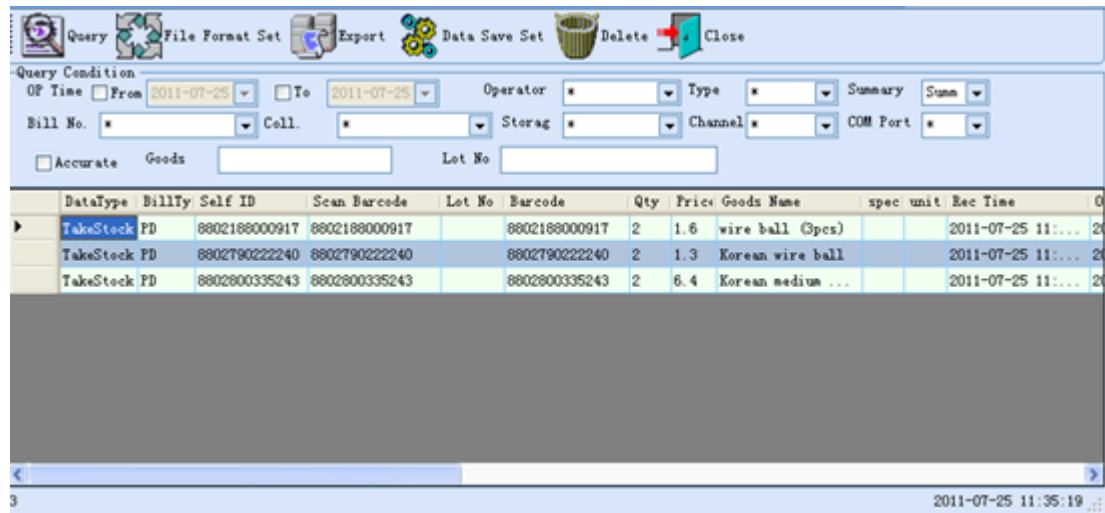 Query File Format Set Export Data Save Set Delete Close
Query Condition
OP Time From 2011-07-25 To 2011-07-25 Operator * Type * Summary Summ
Bill No. * Coll. * Storag * Channel * COM Port *
Accurate Goods Lot No
DataType BillTy Self ID Scan Barcode Lot No Barcode Qty Price Goods Name spec unit Rec Time O
TakeStock PD 8802188000917 8802188000917 8802188000917 2 1.6 wire ball (3pcs) 2011-07-25 11:... 20
TakeStock PD 8802790222240 8802790222240 8802790222240 2 1.3 Korean wire ball 2011-07-25 11:... 20
TakeStock PD 8802800335243 8802800335243 8802800335243 2 6.4 Korean medium ... 2011-07-25 11:... 20
3 2011-07-25 11:35:19